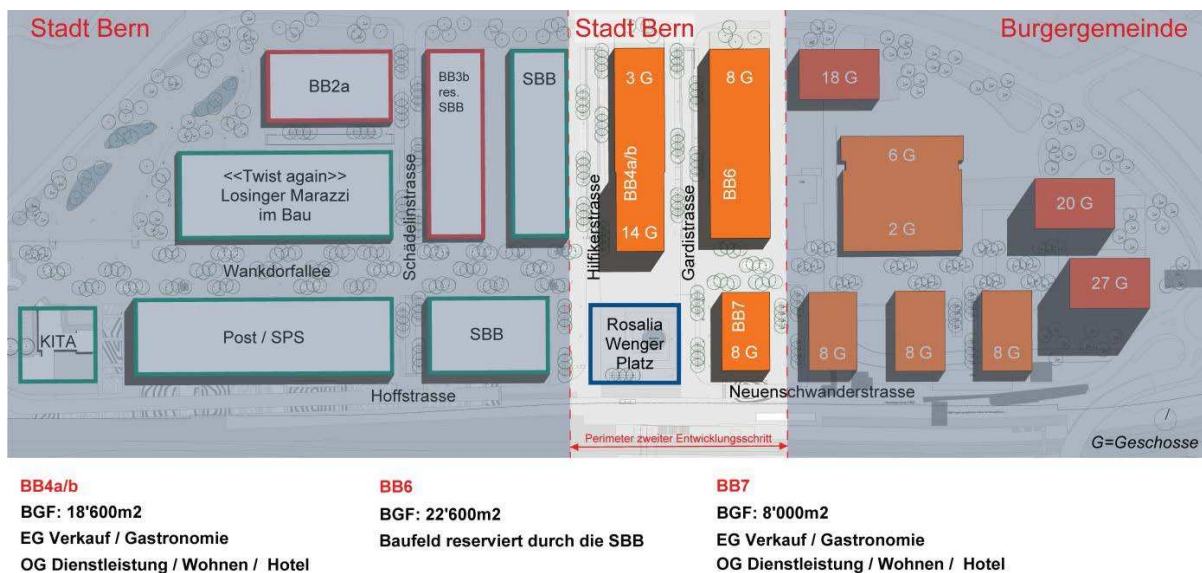 Stadt Bern
Stadt Bern
Burgergemeinde
BB2a
BB3b
res.
SBB
SBB
3 G
BB4a/b
14 G
8 G
BB6
18 G
6 G
2 G
20 G
27 G
<<Twist again>>
Losinger Marazzi
im Bau
Schädelinstrasse
Hilfikerstrasse
Gardistrasse
Wankdorfallee
KITA
Post / SPS
SBB
Rosalia
Wenger
Platz
BB7
8 G
8 G
8 G
8 G
Hoffstrasse
Neuenschwanderstrasse
Perimeter zweiter Entwicklungsschritt
G=Geschosse
BB4a/b
BGF: 18'600m2
EG Verkauf / Gastronomie
OG Dienstleistung / Wohnen / Hotel
BB6
BGF: 22'600m2
Baufeld reserviert durch die SBB
BB7
BGF: 8'000m2
EG Verkauf / Gastronomie
OG Dienstleistung / Wohnen / Hotel